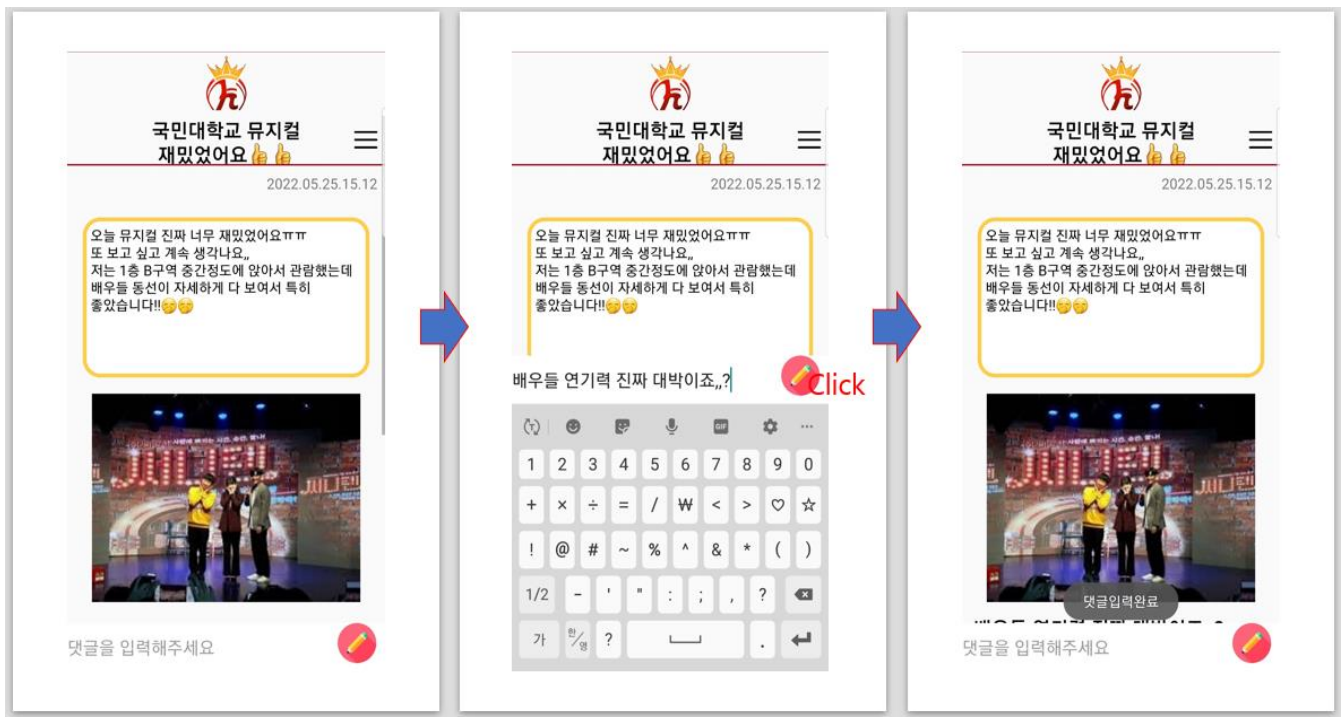 국민대학교 뮤지컬
재밌었어요👍👍
2022.05.25.15.12
오늘 뮤지컬 진짜 너무 재밌었어요ㅠㅠ
또 보고 싶고 계속 생각나요,,
저는 1층 B구역 중간정도에 앉아서 관람했는데
배우들 동선이 자세하게 다 보여서 특히
좋았습니다!!🤭🤭
댓글을 입력해주세요
국민대학교 뮤지컬
재밌었어요👍👍
2022.05.25.15.12
오늘 뮤지컬 진짜 너무 재밌었어요ㅠㅠ
또 보고 싶고 계속 생각나요,,
저는 1층 B구역 중간정도에 앉아서 관람했는데
배우들 동선이 자세하게 다 보여서 특히
좋았습니다!!🤭🤭
배우들 연기력 진짜 대박이죠,,?
Click
GIF
1 2 3 4 5 6 7 8 9 0
+ × ÷ = / ₩ < > ♡ ☆
! @ # ~ % ^ & * ( )
1/2 - ' " : ; , ?
가 한/영 ? .
국민대학교 뮤지컬
재밌었어요👍👍
2022.05.25.15.12
오늘 뮤지컬 진짜 너무 재밌었어요ㅠㅠ
또 보고 싶고 계속 생각나요,,
저는 1층 B구역 중간정도에 앉아서 관람했는데
배우들 동선이 자세하게 다 보여서 특히
좋았습니다!!🤭🤭
댓글입력완료
댓글을 입력해주세요